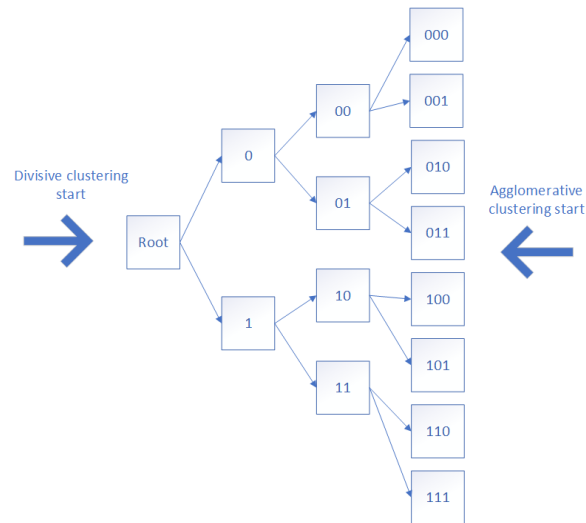 Divisive clustering
start
Root
0
1
00
01
10
11
000
001
010
011
100
101
110
111
Agglomerative
clustering start